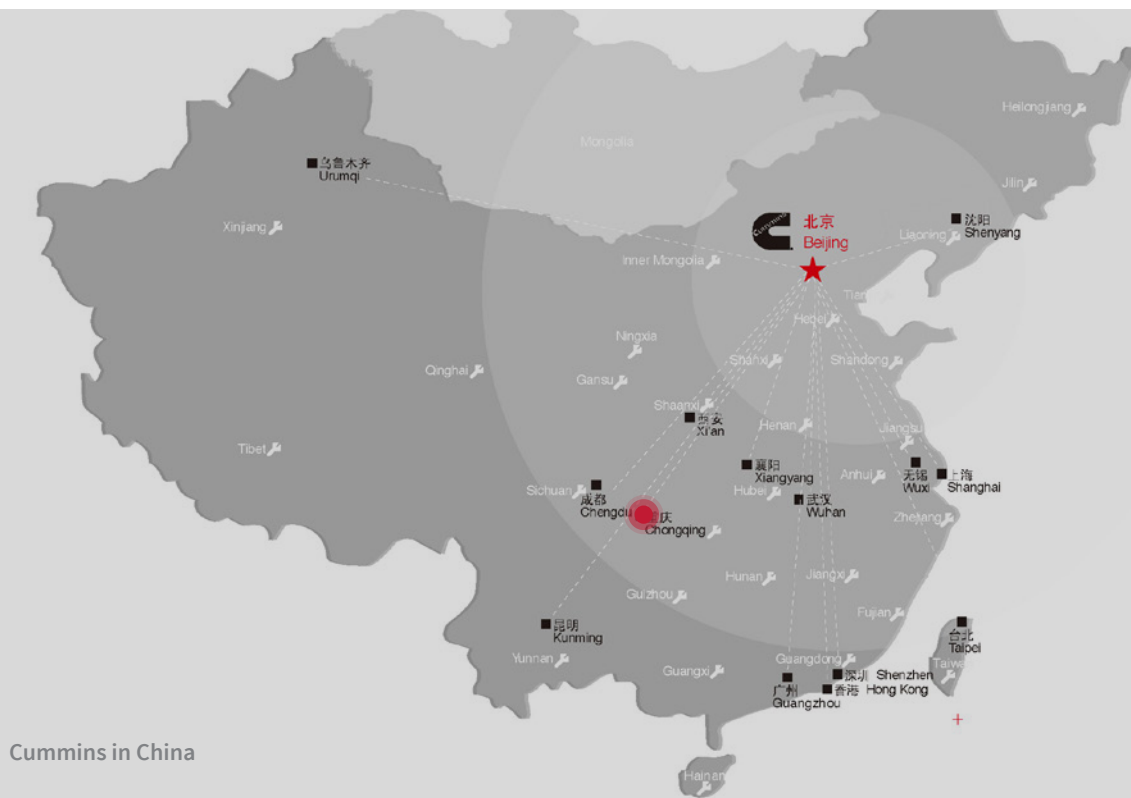 Heilongjiang
Mongolia
乌鲁木齐
Urumqi
Jilin
Cummins
北京
Beijing
沈阳
Shenyang
Liaoning
Xinjiang
Inner Mongolia
Hebei
Ningxia
Shanxi
Shandong
Qinghai
Gansu
Shaanxi
Xi'an
Henan
Jiangsu
Tibet
襄阳
Xiangyang
Anhui
无锡
Wuxi
上海
Shanghai
Sichuan
成都
Chengdu
Hubei
武汉
Wuhan
Chongqing
Zhejiang
Hunan
Jiangxi
Guizhou
Fujian
昆明
Kunming
台北
Taipei
Yunnan
Guangxi
Guangdong
深圳 Shenzhen
香港 Hong Kong
广州
Guangzhou
Cummins in China
Hainan